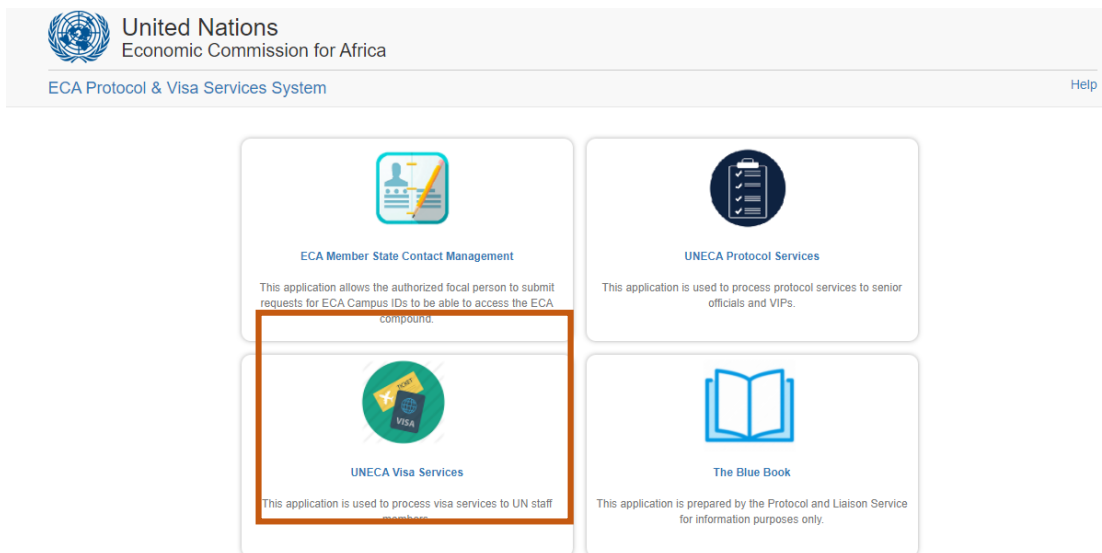 United Nations
Economic Commission for Africa
ECA Protocol & Visa Services System
Help
ECA Member State Contact Management
This application allows the authorized focal person to submit
requests for ECA Campus IDs to be able to access the ECA
compound.
UNECA Protocol Services
This application is used to process protocol services to senior
officials and VIPs.
TICKET
VISA
UNECA Visa Services
This application is used to process visa services to UN staff
members.
The Blue Book
This application is prepared by the Protocol and Liaison Service
for information purposes only.